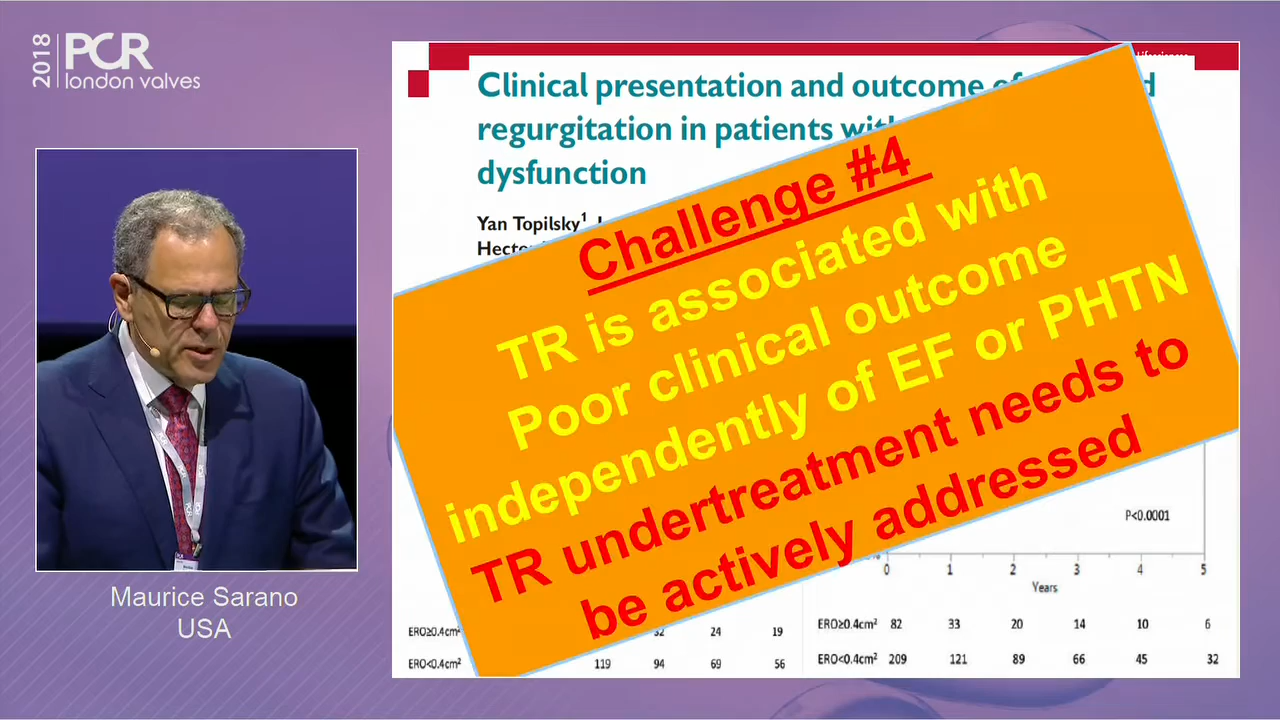 2018
PCR
london valves
Lifesciences
Clinical presentation and outcome
regurgitation in patients with
dysfunction
Yan Topilsky1
Challenge #4
TR is associated with
Poor clinical outcome
independently of EF or PHTN
TR undertreatment needs to
be actively addressed
P<0.0001
0 1 2 3 4 5
Years
ERO≥0.4cm2 32 24 19
ERO<0.4cm2 119 94 69 56
ERO≥0.4cm2 82 33 20 14 10 6
ERO<0.4cm2 209 121 89 66 45 32
Maurice Sarano
USA